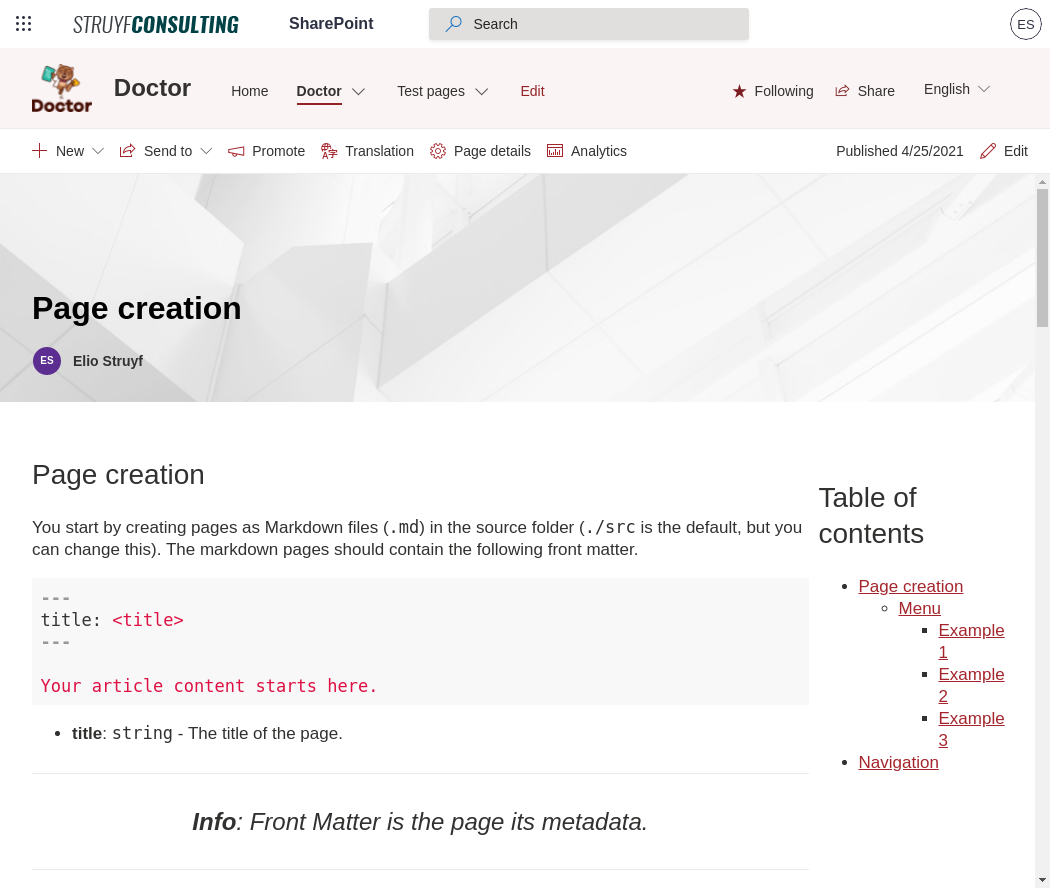 STRUYFCONSULTING SharePoint Search ES
Doctor Doctor Home Doctor Test pages Edit Following Share English
New Send to Promote Translation Page details Analytics Published 4/25/2021 Edit
Page creation
ES Elio Struyf
Page creation
You start by creating pages as Markdown files (.md) in the source folder (./src is the default, but you
can change this). The markdown pages should contain the following front matter.
---
title: <title>
---
Your article content starts here.
• title: string - The title of the page.
Info: Front Matter is the page its metadata.
Table of
contents
• Page creation
◦ Menu
▪ Example
1
▪ Example
2
▪ Example
3
• Navigation